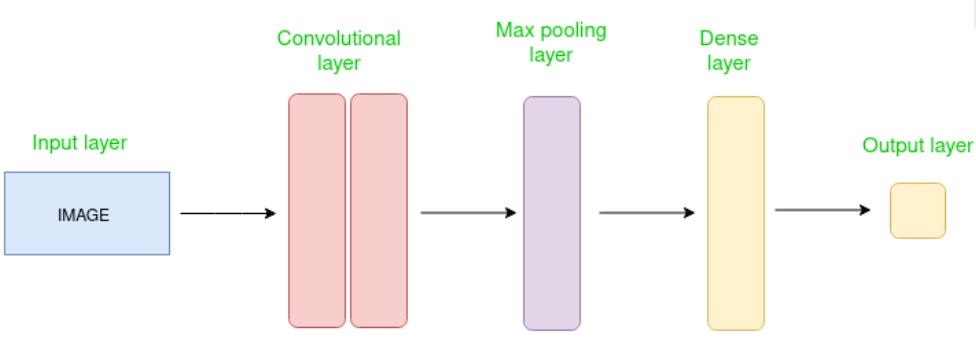 Convolutional
layer
Max pooling
layer
Dense
layer
Input layer
Output layer
IMAGE